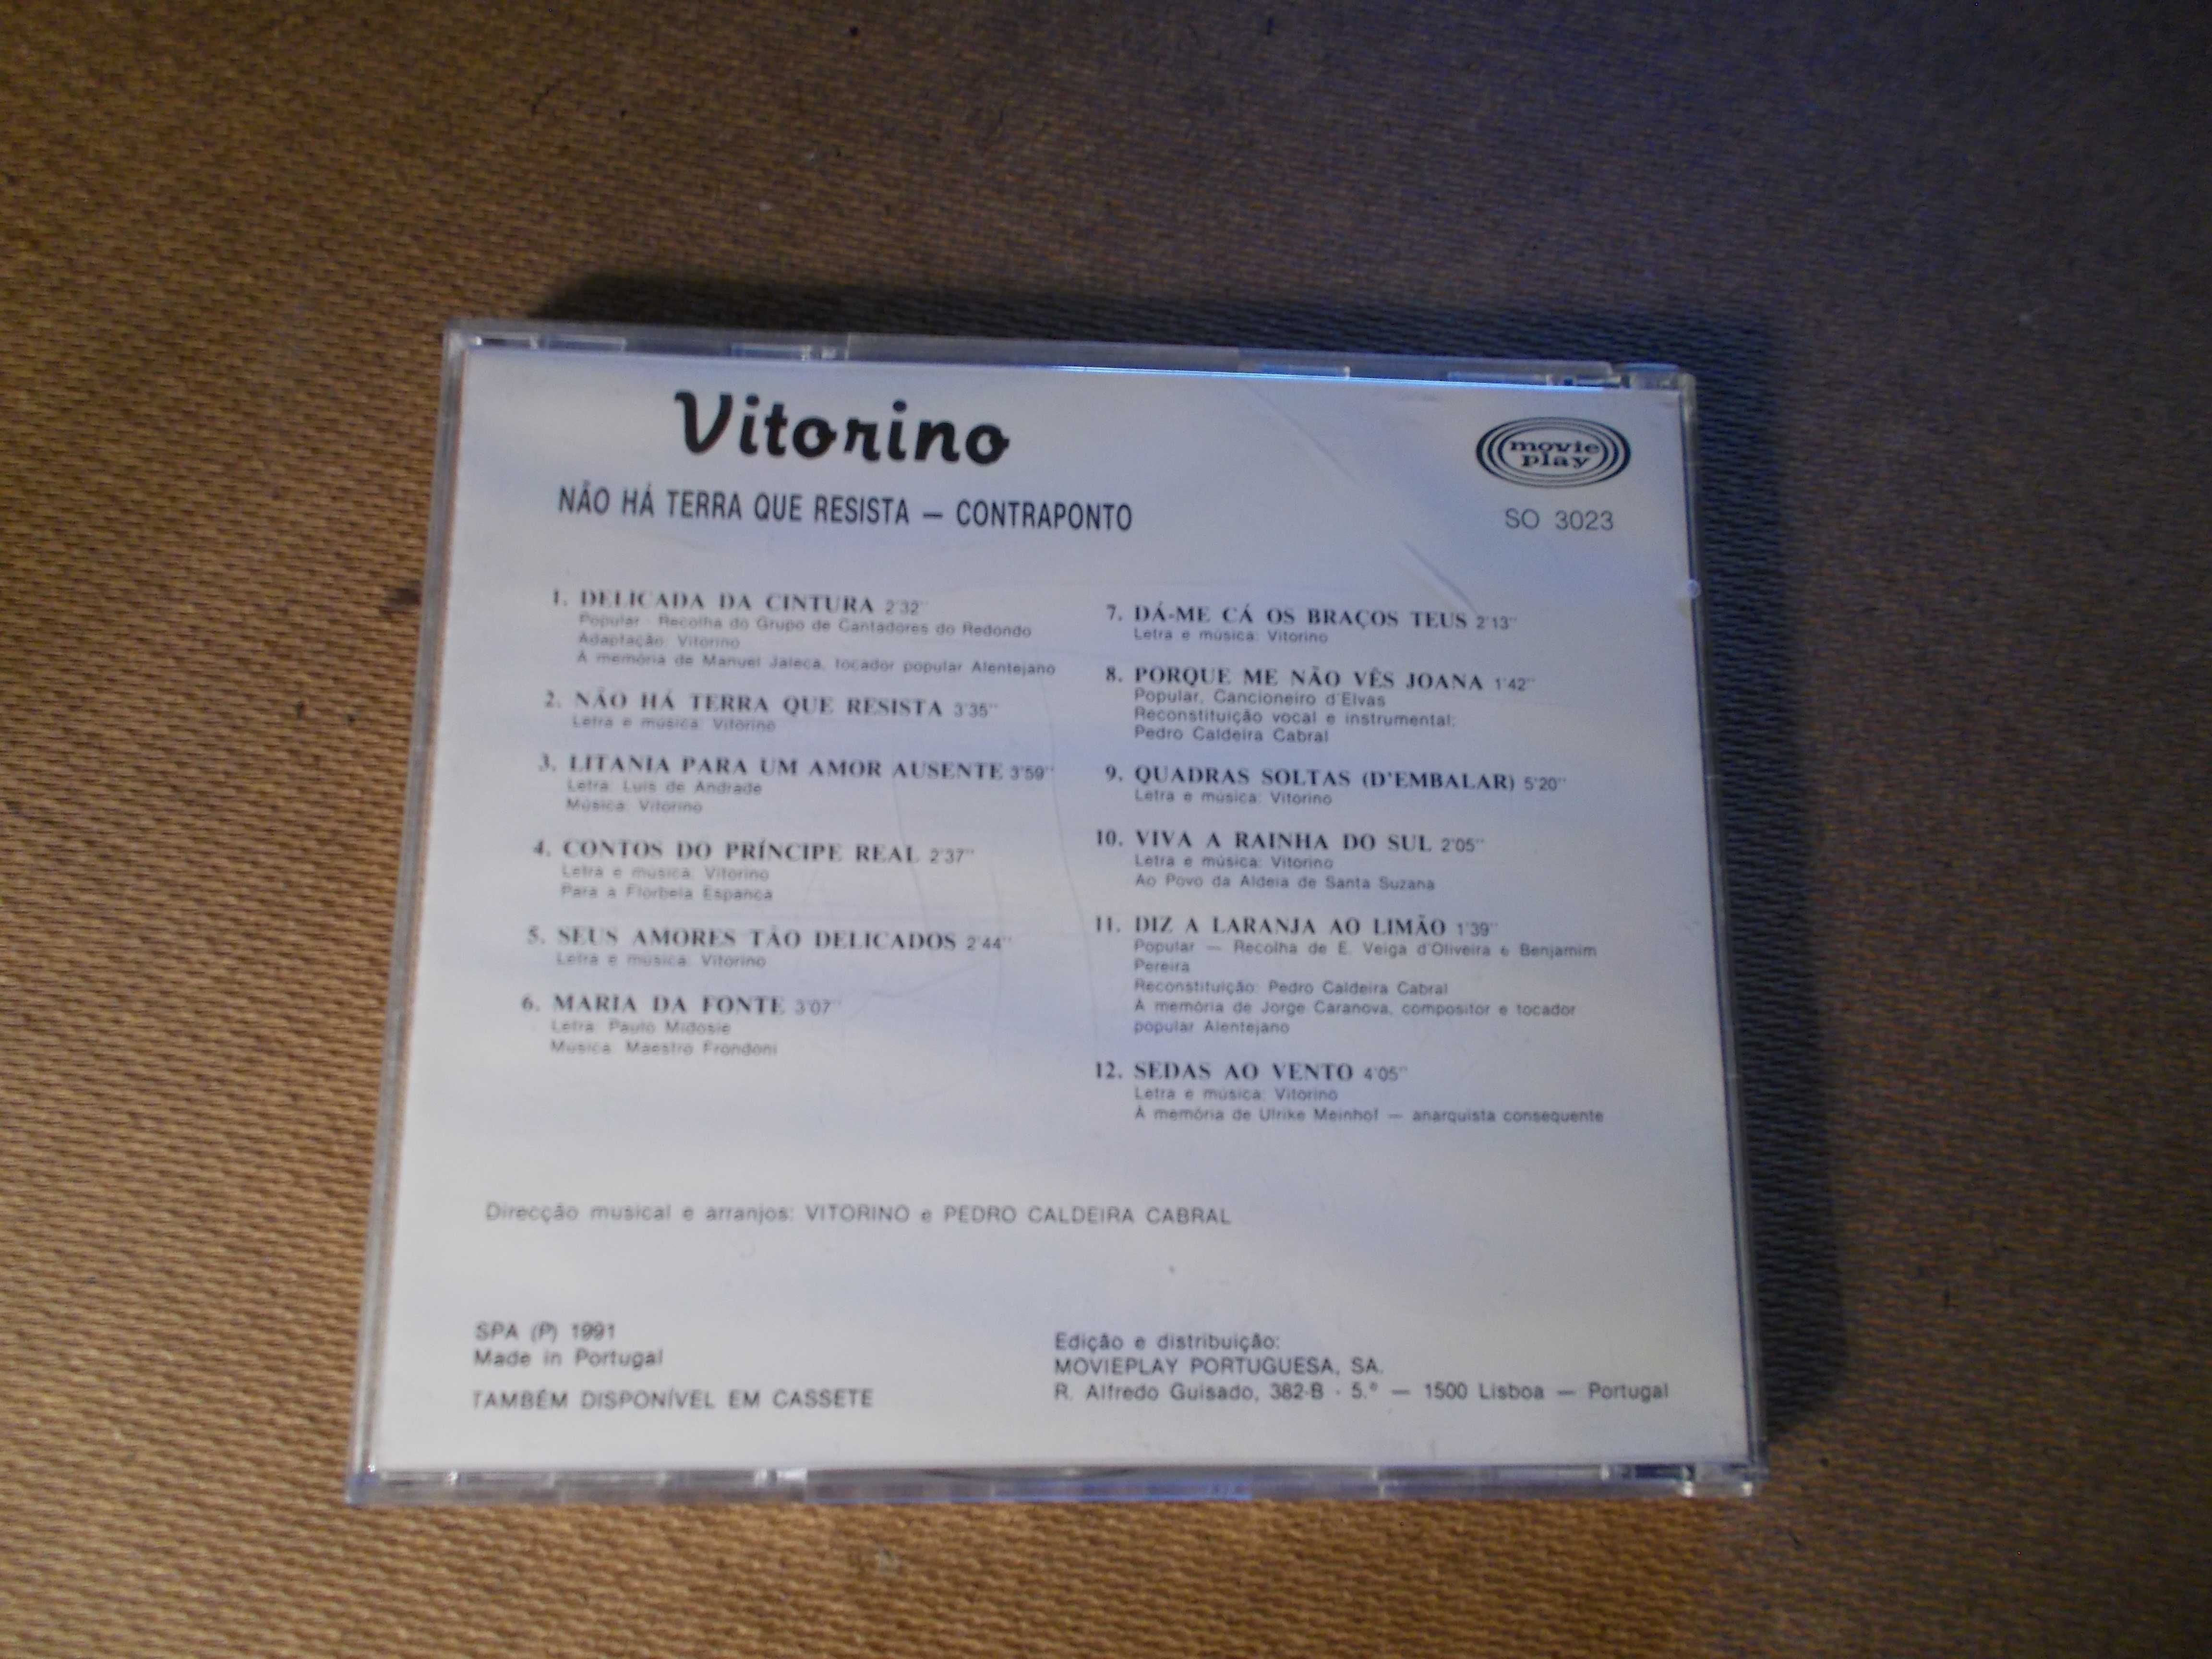 Vitorino
movie
play
NÃO HÁ TERRA QUE RESISTA — CONTRAPONTO
SO 3023
1. DELICADA DA CINTURA 2'32''
Popular - Recolha do Grupo de Cantadores do Redondo
Adaptação: Vitorino
À memória de Manuel Jaleca, tocador popular Alentejano
2. NÃO HÁ TERRA QUE RESISTA 3'35''
Letra e música: Vitorino
3. LITANIA PARA UM AMOR AUSENTE 3'59''
Letra: Luis de Andrade
Música: Vitorino
4. CONTOS DO PRÍNCIPE REAL 2'37''
Letra e música: Vitorino
Para a Florbela Espanca
5. SEUS AMORES TÃO DELICADOS 2'44''
Letra e música: Vitorino
6. MARIA DA FONTE 3'07''
Letra: Paulo Midosie
Musica: Maestro Frondoni
7. DÁ-ME CÁ OS BRAÇOS TEUS 2'13''
Letra e música: Vitorino
8. PORQUE ME NÃO VÊS JOANA 1'42''
Popular, Cancioneiro d'Elvas
Reconstituição vocal e instrumental:
Pedro Caldeira Cabral
9. QUADRAS SOLTAS (D'EMBALAR) 5'20''
Letra e música: Vitorino
10. VIVA A RAINHA DO SUL 2'05''
Letra e música: Vitorino
Ao Povo da Aldeia de Santa Suzana
11. DIZ A LARANJA AO LIMÃO 1'39''
Popular — Recolha de E. Veiga d'Oliveira e Benjamim
Pereira
Reconstituição: Pedro Caldeira Cabral
À memória de Jorge Caranova, compositor e tocador
popular Alentejano
12. SEDAS AO VENTO 4'05''
Letra e música: Vitorino
À memória de Ulrike Meinhof — anarquista consequente
Direcção musical e arranjos: VITORINO e PEDRO CALDEIRA CABRAL
SPA (P) 1991
Made in Portugal
TAMBÉM DISPONÍVEL EM CASSETE
Edição e distribuição:
MOVIEPLAY PORTUGUESA, SA.
R. Alfredo Guisado, 382-B - 5.º — 1500 Lisboa — Portugal